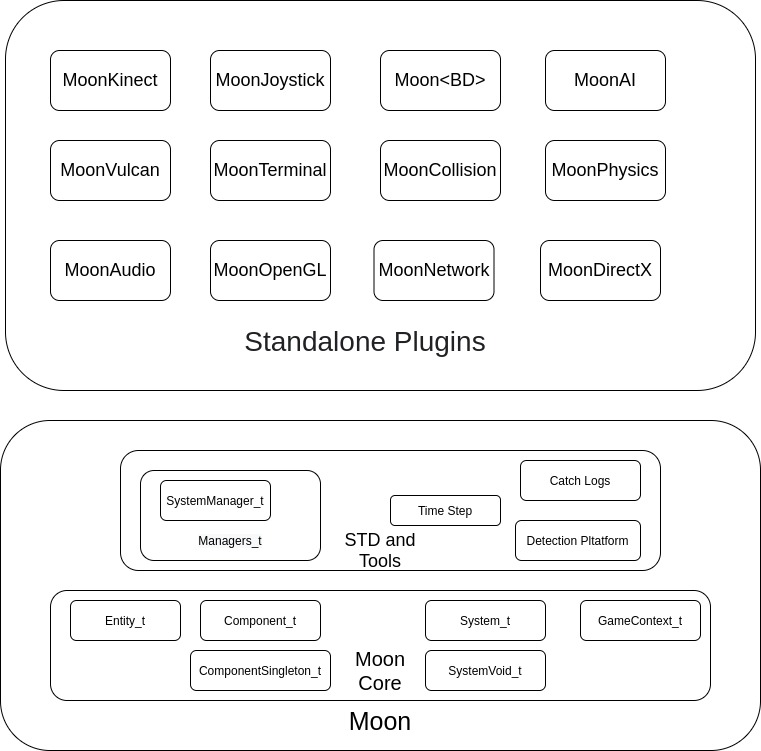 MoonKinect
MoonJoystick
Moon<BD>
MoonAI
MoonVulcan
MoonTerminal
MoonCollision
MoonPhysics
MoonAudio
MoonOpenGL
MoonNetwork
MoonDirectX
Standalone Plugins
SystemManager_t
Managers_t
Time Step
Catch Logs
Detection Pltatform
STD and
Tools
Entity_t
Component_t
System_t
GameContext_t
ComponentSingleton_t
SystemVoid_t
Moon
Core
Moon